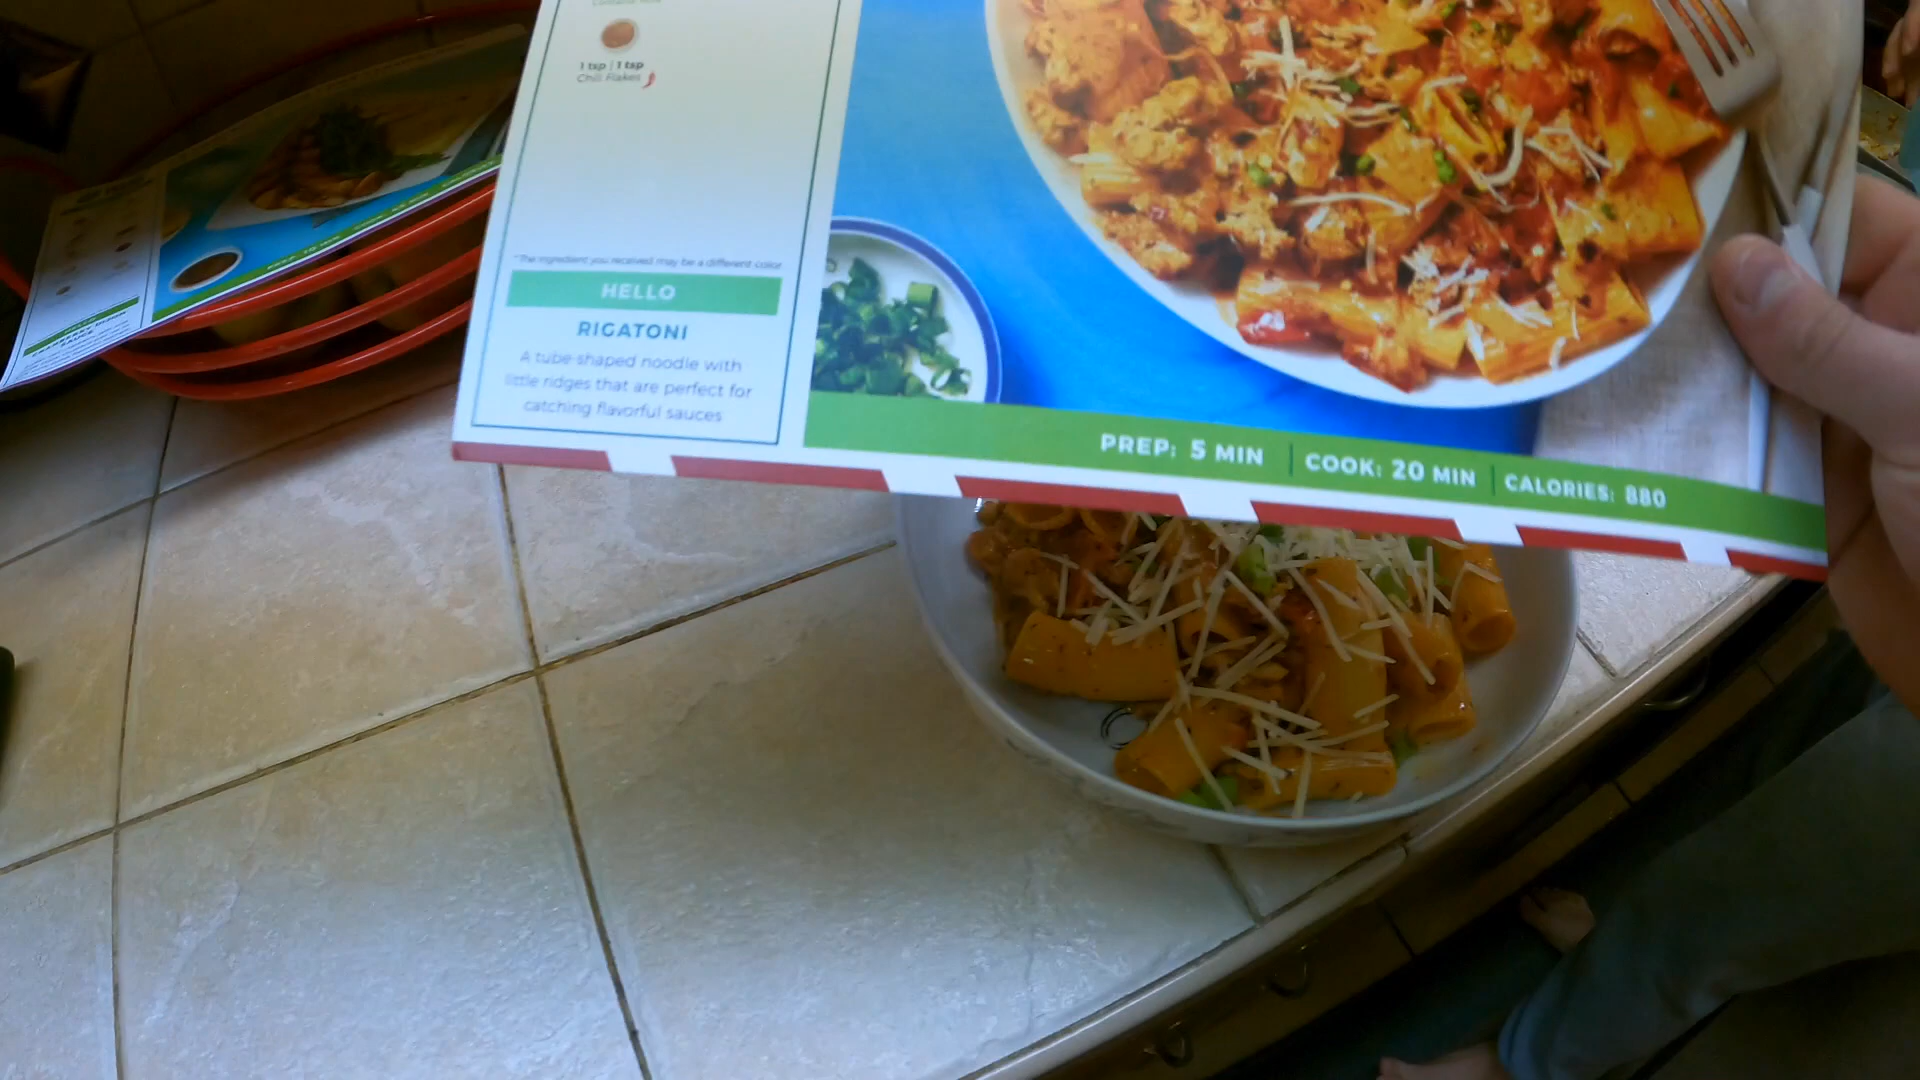 1 tsp | 1 tsp
Chili Flakes
*The ingredient you received may be a different color
HELLO
RIGATONI
A tube-shaped noodle with
little ridges that are perfect for
catching flavorful sauces
PREP: 5 MIN | COOK: 20 MIN | CALORIES: 880